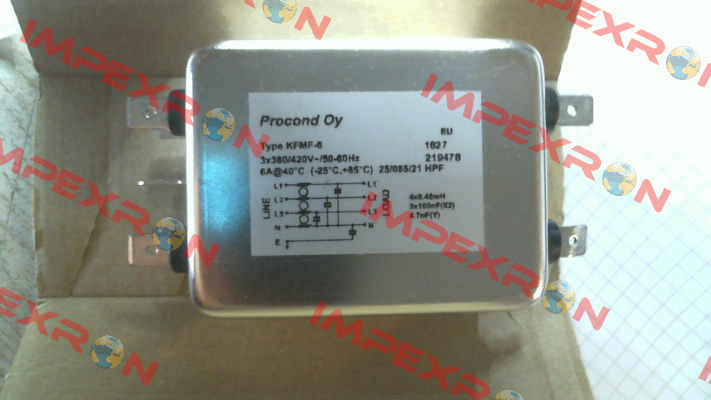 IMPEXRON
IMPEXRON
Procond Oy
EU
Type KFMF-6
1827
3x380/420V~/50-60Hz
219478
6A@40°C (-25°C,+85°C) 25/085/21 HPF
LINE
L1
L2
L3
N
E
L1'
L2
L3
N
LOAD
4x0.48mH
3x100nF(X2)
4.7nF(Y)
IMPEXRON
IMPEXRON
IMPEXRON